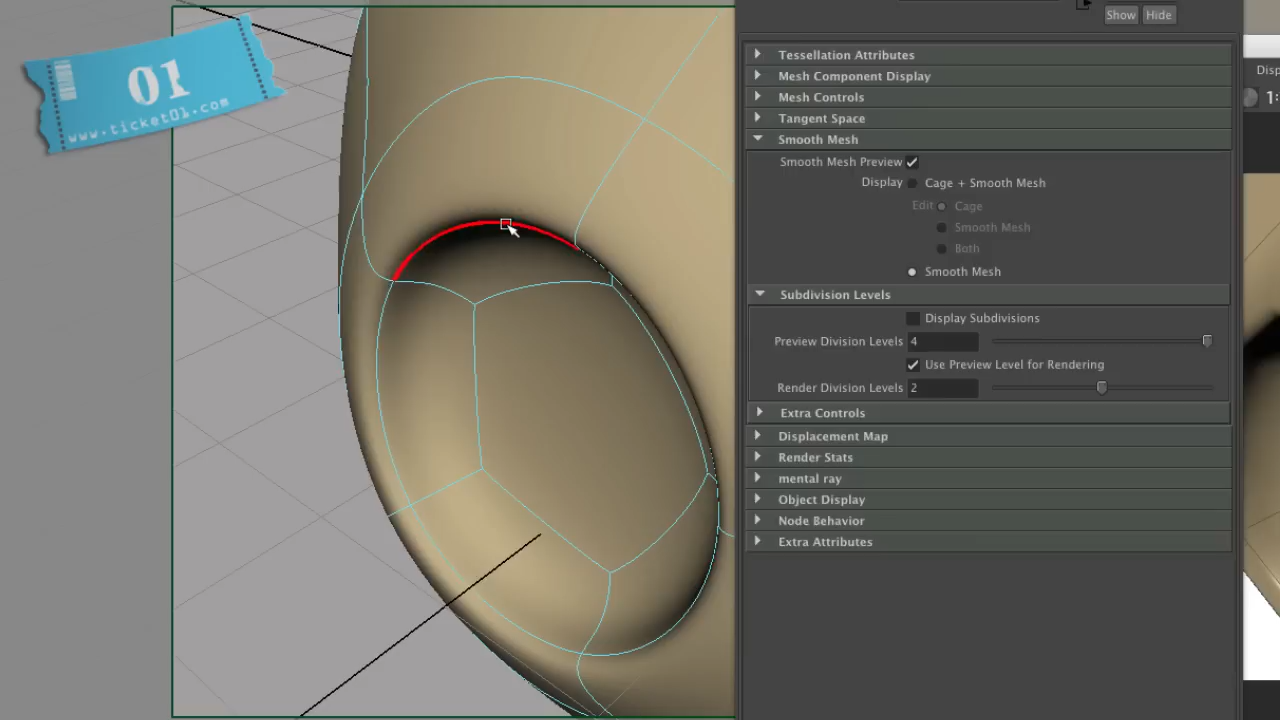 01
www.ticket01.com
Show Hide
Tessellation Attributes
Mesh Component Display
Mesh Controls
Tangent Space
Smooth Mesh
Smooth Mesh Preview
Display Cage + Smooth Mesh
Edit Cage
Smooth Mesh
Both
Smooth Mesh
Subdivision Levels
Display Subdivisions
Preview Division Levels 4
Use Preview Level for Rendering
Render Division Levels 2
Extra Controls
Displacement Map
Render Stats
mental ray
Object Display
Node Behavior
Extra Attributes
Disp
1: